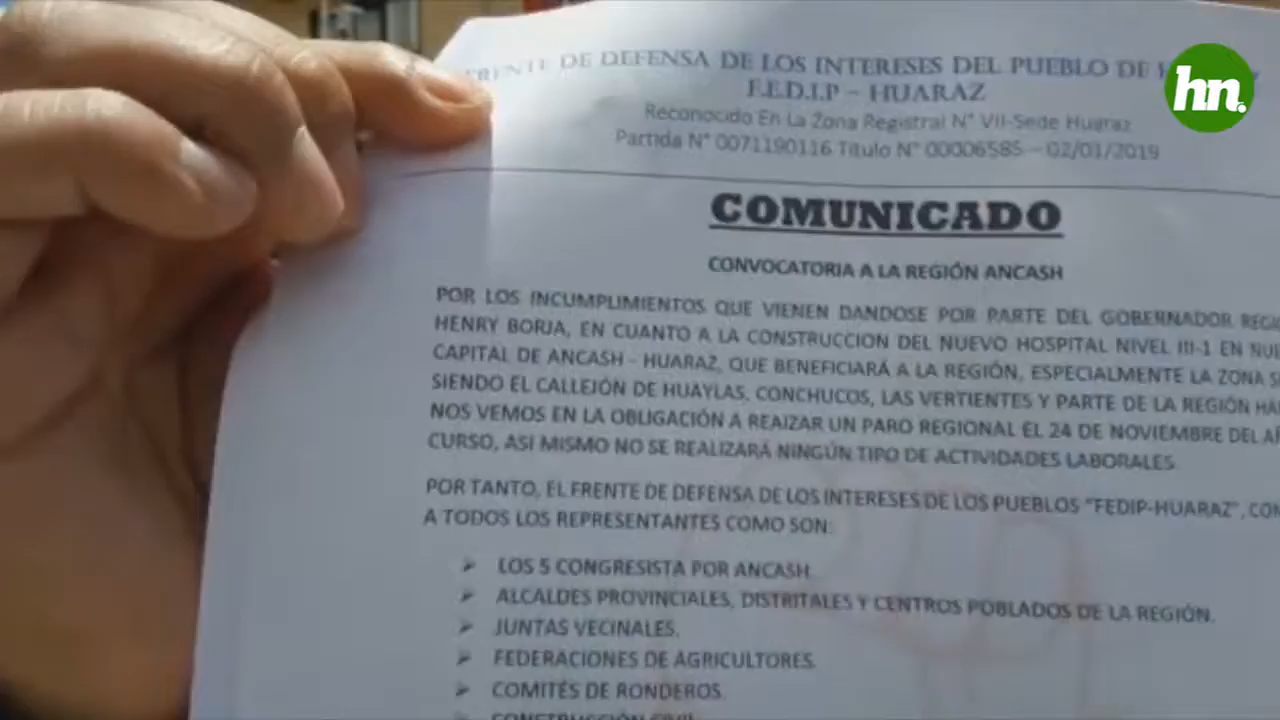 FRENTE DE DEFENSA DE LOS INTERESES DEL PUEBLO DE
F.E.D.I.P – HUARAZ
hn.
Reconocido En La Zona Registral N° VII-Sede Huaraz
Partida N° 0071190116 Titulo N° 00006585 – 02/01/2019
COMUNICADO
CONVOCATORIA A LA REGIÓN ANCASH
POR LOS INCUMPLIMIENTOS QUE VIENEN DANDOSE POR PARTE DEL GOBERNADOR
HENRY BORJA, EN CUANTO A LA CONSTRUCCION DEL NUEVO HOSPITAL NIVEL III-1 EN
CAPITAL DE ANCASH - HUARAZ, QUE BENEFICIARÁ A LA REGIÓN, ESPECIALMENTE LA ZONA
SIENDO EL CALLEJÓN DE HUAYLAS, CONCHUCOS, LAS VERTIENTES Y PARTE DE LA REGIÓN
NOS VEMOS EN LA OBLIGACIÓN A REAIZAR UN PARO REGIONAL EL 24 DE NOVIEMBRE DEL
CURSO, ASI MISMO NO SE REALIZARÁ NINGÚN TIPO DE ACTIVIDADES LABORALES.
POR TANTO, EL FRENTE DE DEFENSA DE LOS INTERESES DE LOS PUEBLOS "FEDIP-HUARAZ",
A TODOS LOS REPRESENTANTES COMO SON:
➢ LOS 5 CONGRESISTA POR ANCASH.
➢ ALCALDES PROVINCIALES, DISTRITALES Y CENTROS POBLADOS DE LA REGIÓN.
➢ JUNTAS VECINALES.
➢ FEDERACIONES DE AGRICULTORES.
➢ COMITÉS DE RONDEROS.